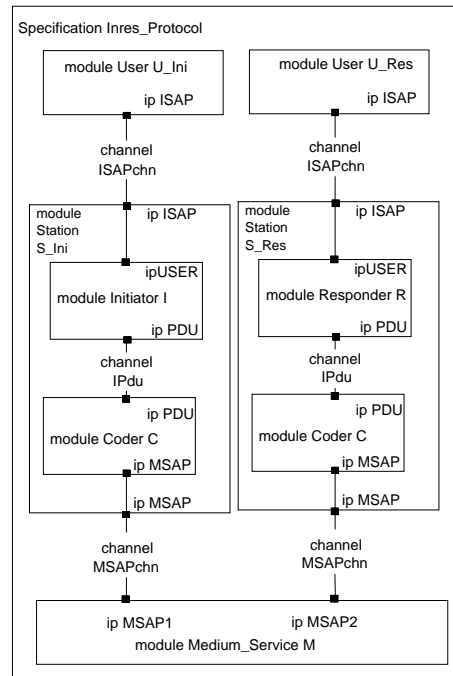 Specification Inres_Protocol
module User U_Ini
ip ISAP
module User U_Res
ip ISAP
channel
ISAPchn
channel
ISAPchn
module
Station
S_Ini
ip ISAP
ipUSER
module Initiator I
ip PDU
channel
IPdu
ip PDU
module Coder C
ip MSAP
ip MSAP
module
Station
S_Res
ip ISAP
ipUSER
module Responder R
ip PDU
channel
IPdu
ip PDU
module Coder C
ip MSAP
ip MSAP
channel
MSAPchn
channel
MSAPchn
ip MSAP1
ip MSAP2
module Medium_Service M